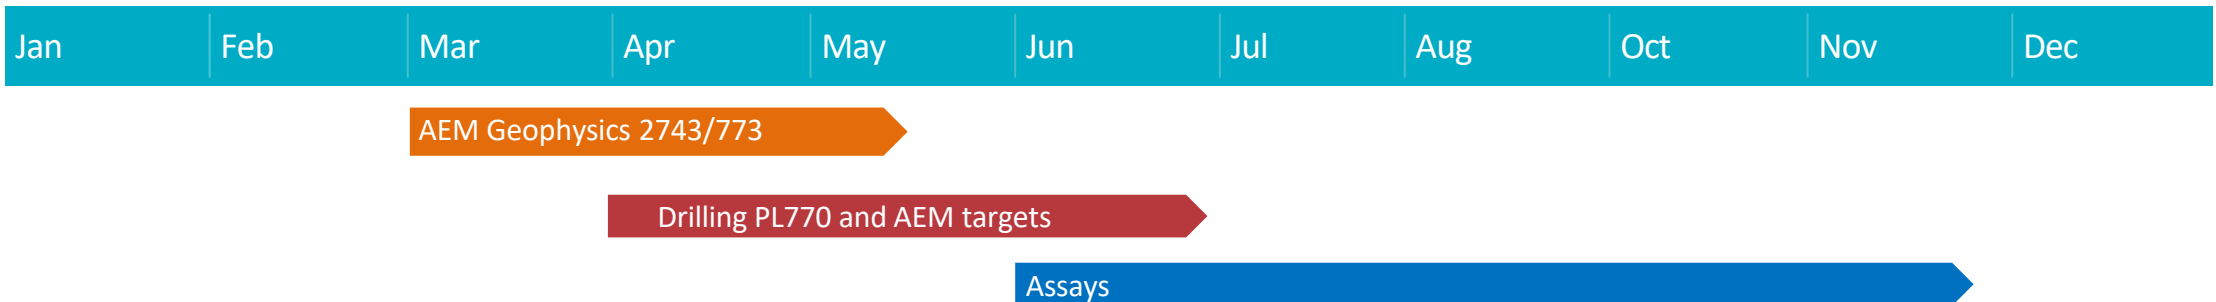 Jan Feb Mar Apr May Jun Jul Aug Oct Nov Dec
AEM Geophysics 2743/773
Drilling PL770 and AEM targets
Assays